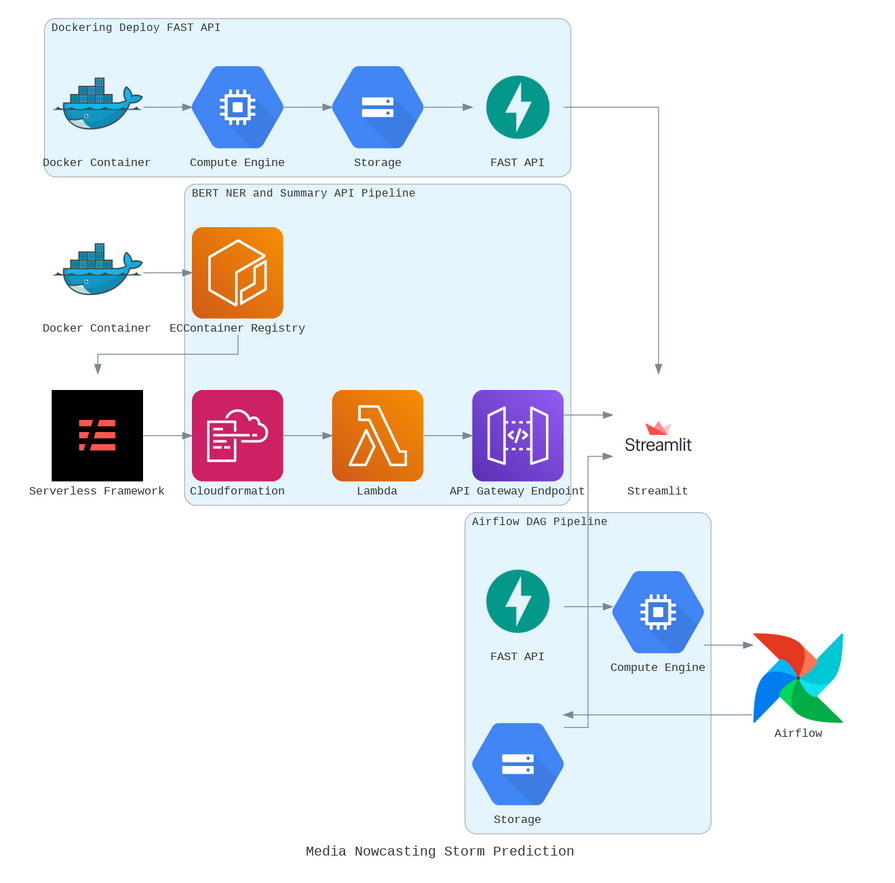 Dockering Deploy FAST API
Docker Container
Compute Engine
Storage
FAST API
BERT NER and Summary API Pipeline
Docker Container
ECContainer Registry
Serverless Framework
Cloudformation
Lambda
API Gateway Endpoint
Streamlit
Streamlit
Airflow DAG Pipeline
FAST API
Compute Engine
Airflow
Storage
Media Nowcasting Storm Prediction